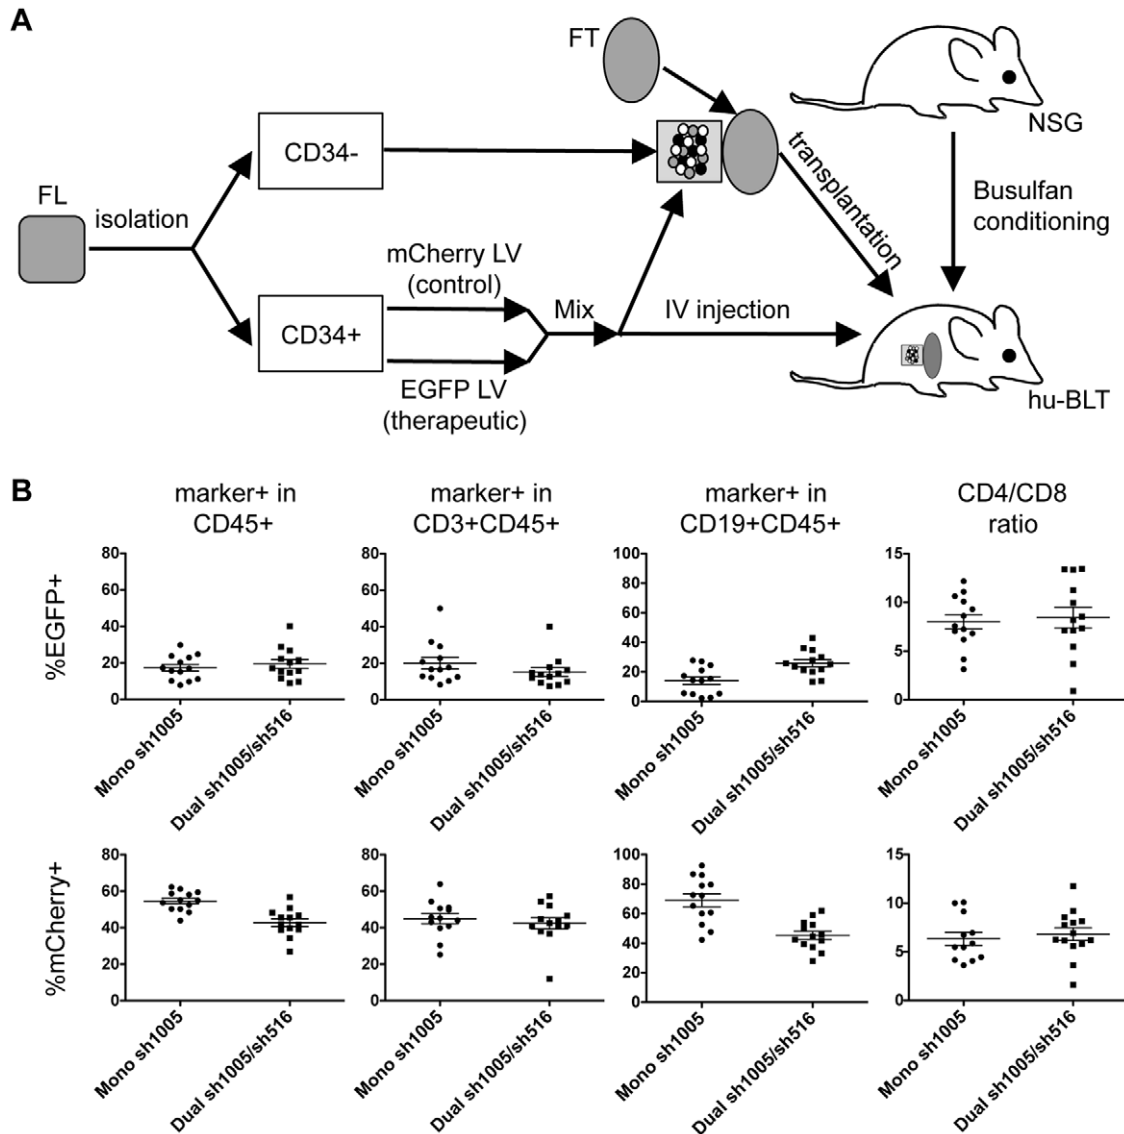 A
FT
NSG
CD34-
transplantation
FL
isolation
Busulfan
conditioning
mCherry LV
(control)
CD34+
Mix
IV injection
EGFP LV
(therapeutic)
hu-BLT
B
marker+ in
CD45+
marker+ in
CD3+CD45+
marker+ in
CD19+CD45+
CD4/CD8
ratio
%EGFP+
80
60
40
20
0
Mono sh1005
Dual sh1005/sh516
80
60
40
20
0
Mono sh1005
Dual sh1005/sh516
100
80
60
40
20
0
Mono sh1005
Dual sh1005/sh516
15
10
5
0
Mono sh1005
Dual sh1005/sh516
%mCherry+
80
60
40
20
0
Mono sh1005
Dual sh1005/sh516
80
60
40
20
0
Mono sh1005
Dual sh1005/sh516
100
80
60
40
20
0
Mono sh1005
Dual sh1005/sh516
15
10
5
0
Mono sh1005
Dual sh1005/sh516